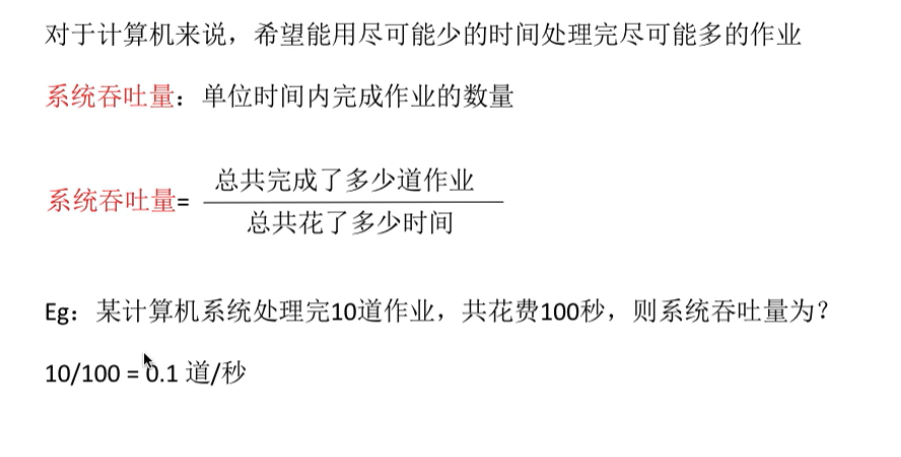 对于计算机来说，希望能用尽可能少的时间处理完尽可能多的作业
系统吞吐量：单位时间内完成作业的数量
系统吞吐量=
总共完成了多少道作业
总共花了多少时间
Eg：某计算机系统处理完10道作业，共花费100秒，则系统吞吐量为？
10/100 = 0.1 道/秒